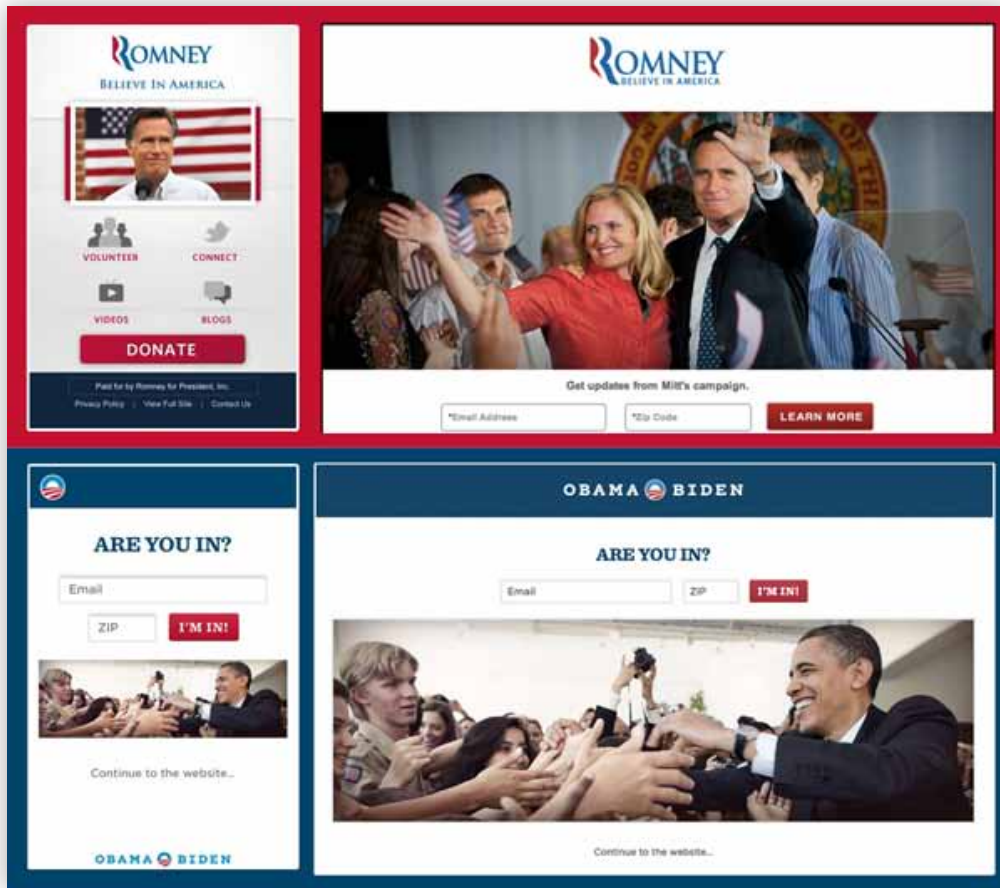 ROMNEY
BELIEVE IN AMERICA
VOLUNTEER CONNECT
VIDEOS BLOGS
DONATE
Paid for by Romney for President, Inc.
Privacy Policy | View Full Site | Contact Us
ROMNEY
BELIEVE IN AMERICA
OF THE
Get updates from Mitt's campaign.
*Email Address *Zip Code LEARN MORE
ARE YOU IN?
Email
ZIP I'M IN!
Continue to the website...
OBAMA BIDEN
OBAMA BIDEN
ARE YOU IN?
Email ZIP I'M IN!
Continue to the website...